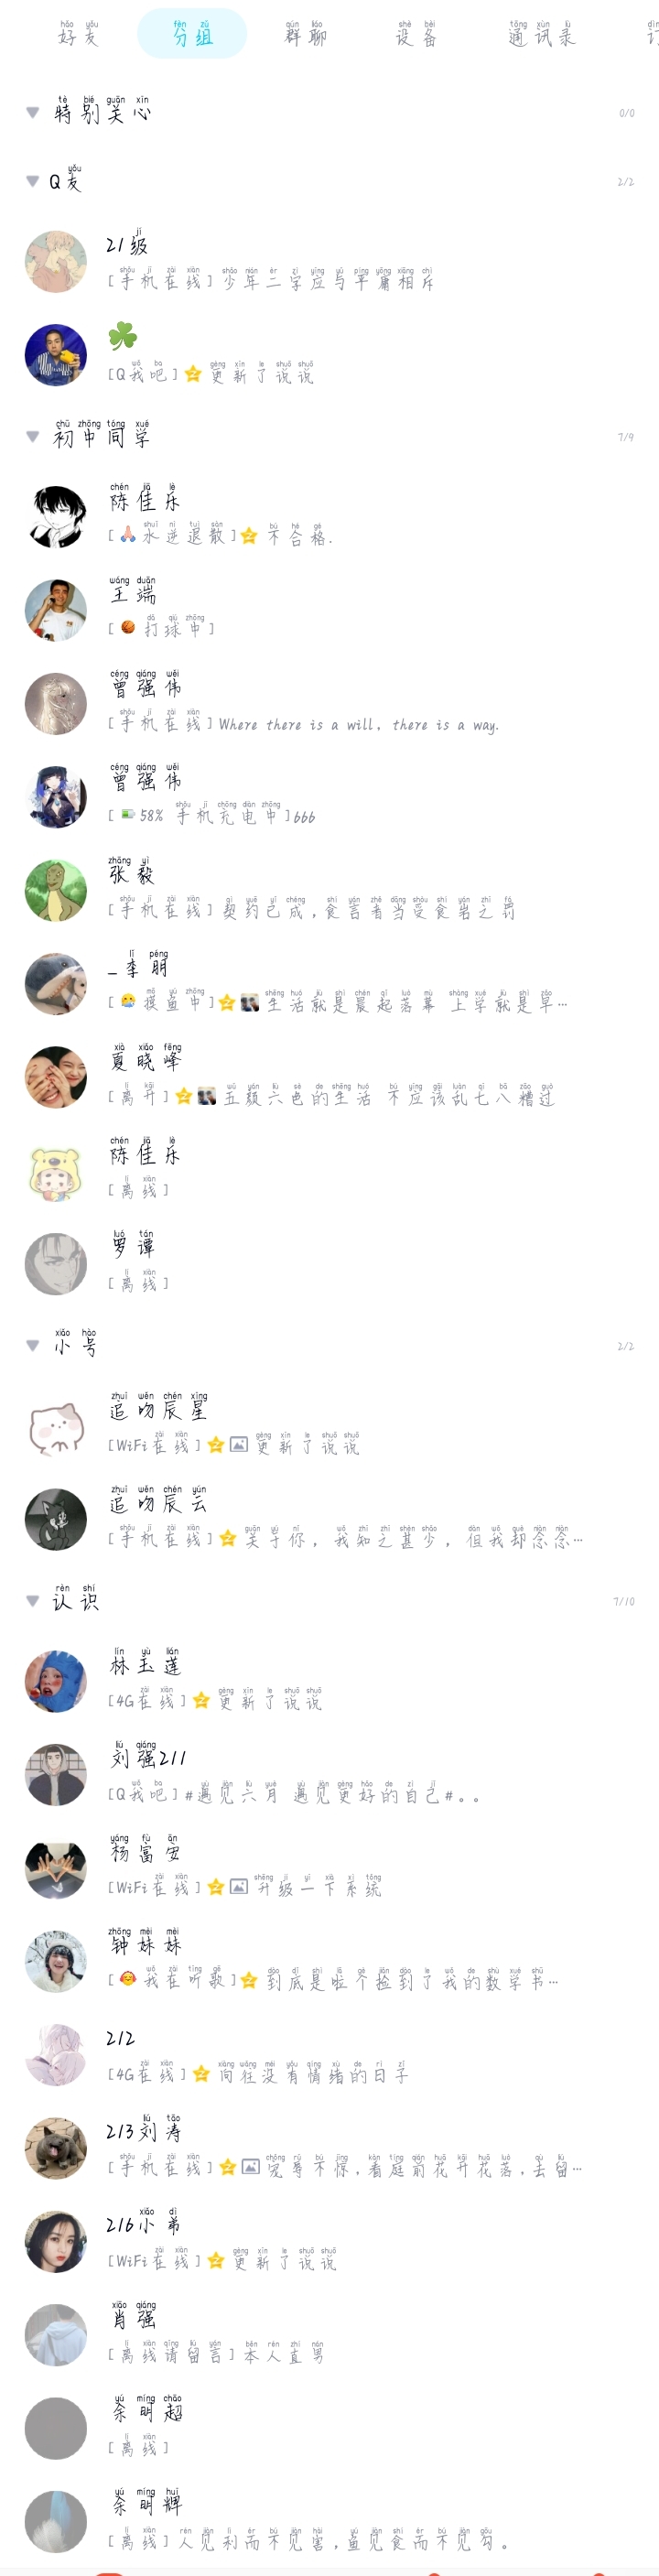 好友 分组 群聊 设备 通讯录
特别关心 0/0
Q友 2/2
21级
[手机在线] 少年二字应与平庸相斥
☘
[Q我吧] 更新了说说
初中同学 7/9
陈佳乐
[🙏水逆退散] 不合格.
王端
[🏀打球中]
曾强伟
[手机在线] Where there is a will, there is a way.
曾强伟
[58% 手机充电中]666
张毅
[手机在线] 契约已成,食言者当受食岩之罚
_李朋
[摸鱼中] 生活就是晨起落幕 上学就是早…
夏晓峰
[离开] 五颜六色的生活 不应该乱七八糟过
陈佳乐
[离线]
罗谭
[离线]
小号 2/2
追吻辰星
[WiFi在线] 更新了说说
追吻辰云
[手机在线] 关于你，我知之甚少，但我却念念…
认识 7/10
林玉莲
[4G在线] 更新了说说
刘强211
[Q我吧]#遇见六月 遇见更好的自己#。。
杨富安
[WiFi在线] 升级一下系统
钟妹妹
[我在听歌] 到底是啦个捡到了我的数学书…
212
[4G在线] 向往没有情绪的日子
213刘涛
[手机在线] 宠辱不惊,看庭前花开花落,去留…
216小弟
[WiFi在线] 更新了说说
肖强
[离线请留言] 本人直男
余明超
[离线]
余明辉
[离线] 人见利而不见害,鱼见食而不见勾。